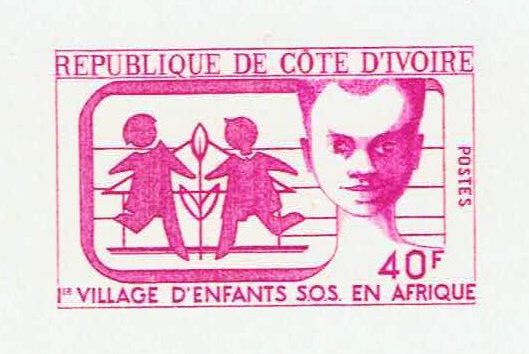 REPUBLIQUE DE CÔTE D'IVOIRE
POSTES
40F
1ER VILLAGE D'ENFANTS S.O.S. EN AFRIQUE